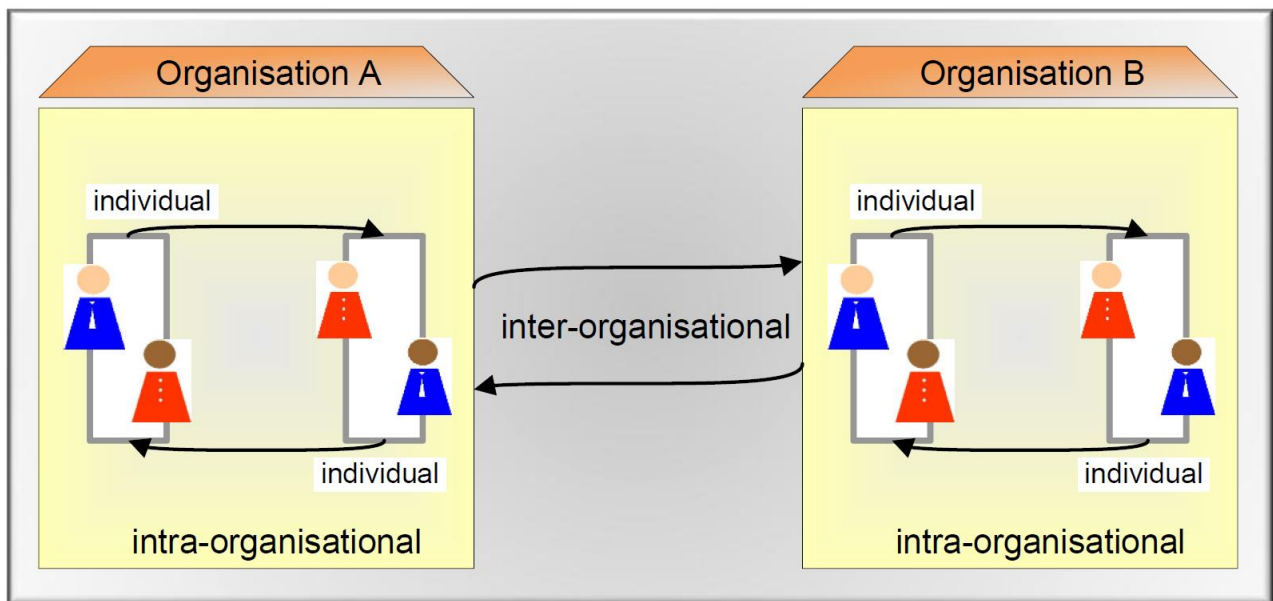 Organisation A
Organisation B
individual
individual
inter-organisational
individual
individual
intra-organisational
intra-organisational